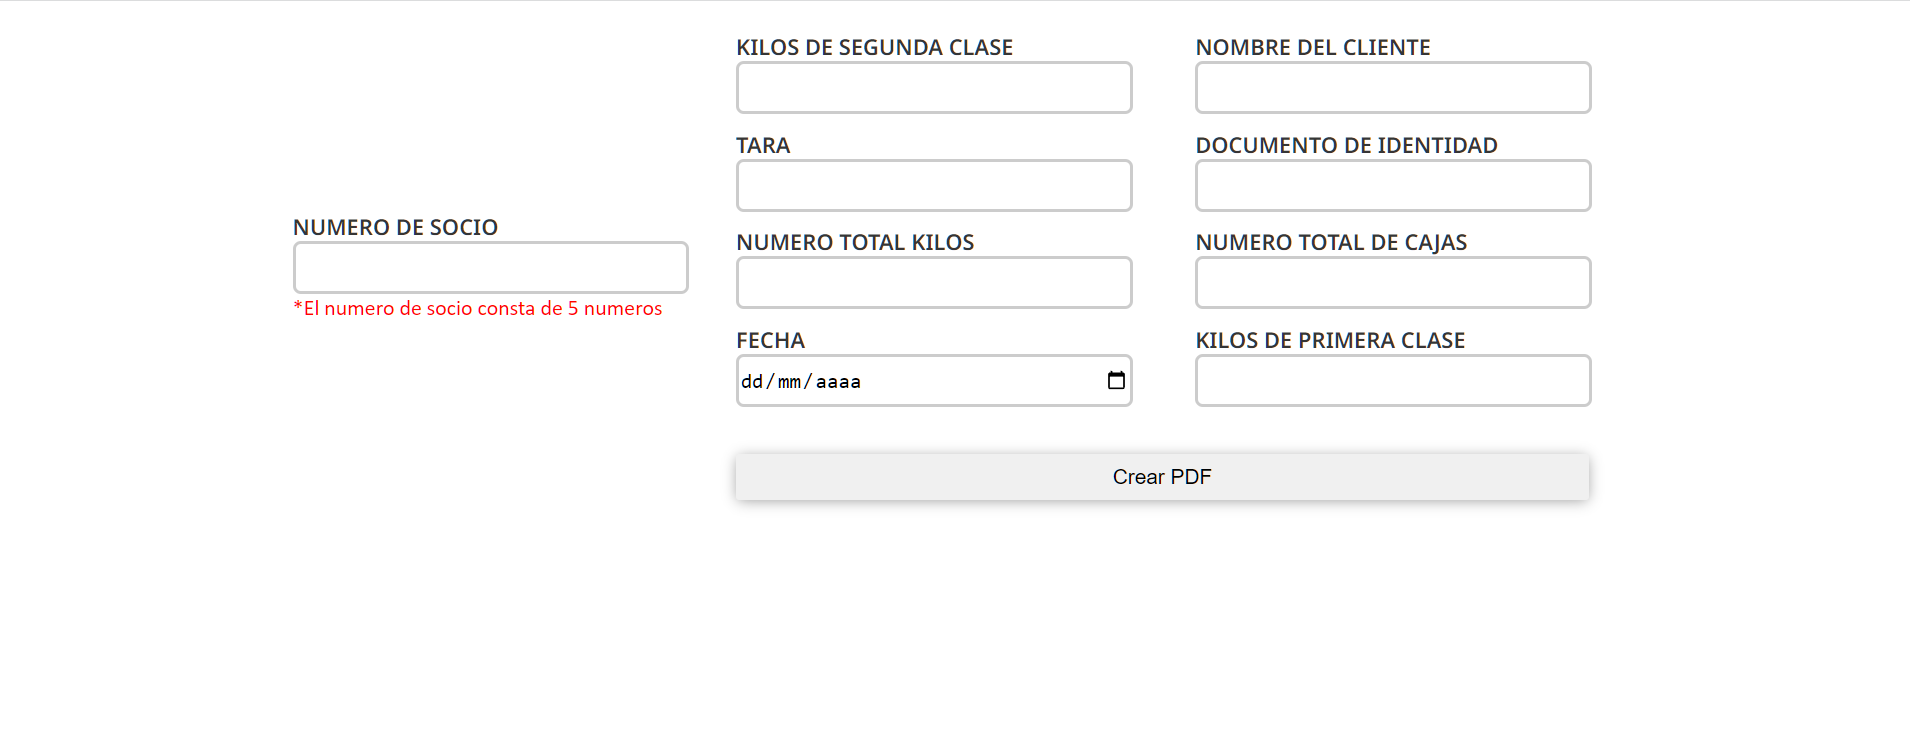 KILOS DE SEGUNDA CLASE
NOMBRE DEL CLIENTE
TARA
DOCUMENTO DE IDENTIDAD
NUMERO DE SOCIO
*El numero de socio consta de 5 numeros
NUMERO TOTAL KILOS
NUMERO TOTAL DE CAJAS
FECHA
dd/mm/aaaa
KILOS DE PRIMERA CLASE
Crear PDF